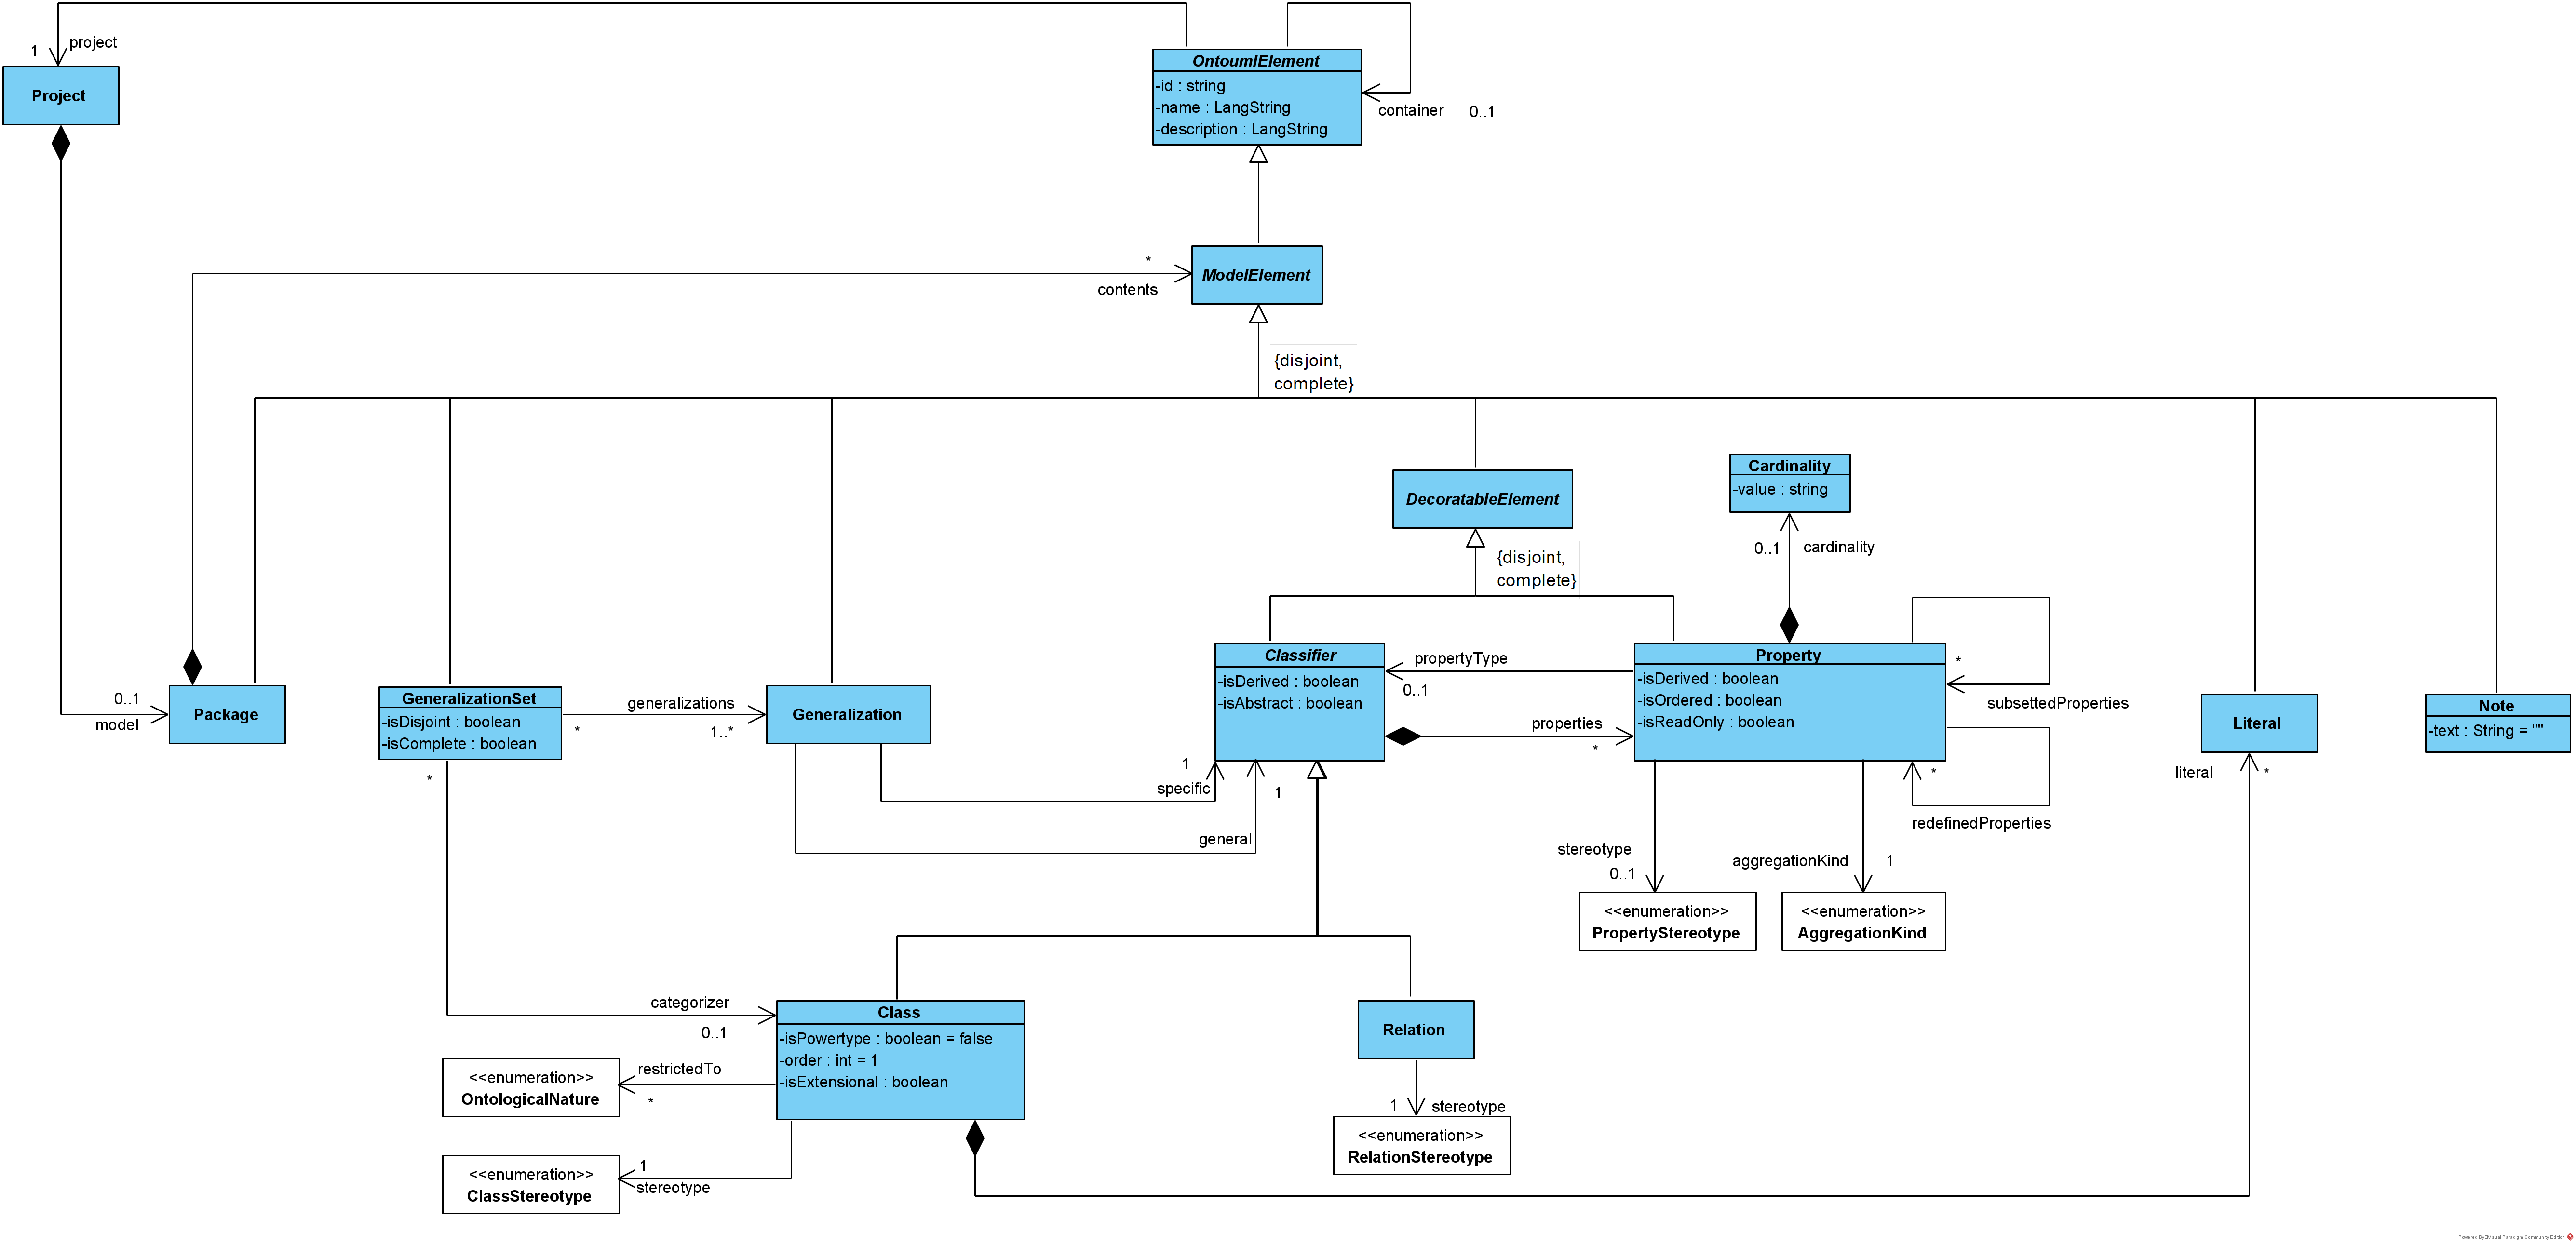 project
1
Project
OntoumlElement
-id : string
-name : LangString
-description : LangString
container
0..1
*
contents
ModelElement
{disjoint,
complete}
DecoratableElement
Cardinality
-value : string
0..1
cardinality
{disjoint,
complete}
0..1
model
Package
GeneralizationSet
-isDisjoint : boolean
-isComplete : boolean
generalizations
*
1..*
Generalization
Classifier
-isDerived : boolean
-isAbstract : boolean
propertyType
0..1
properties
*
Property
-isDerived : boolean
-isOrdered : boolean
-isReadOnly : boolean
*
subsettedProperties
*
redefinedProperties
Literal
literal
*
Note
-text : String = ""
1
specific
1
general
stereotype
0..1
aggregationKind
1
<<enumeration>>
PropertyStereotype
<<enumeration>>
AggregationKind
*
categorizer
0..1
Class
-isPowertype : boolean = false
-order : int = 1
-isExtensional : boolean
restrictedTo
*
<<enumeration>>
OntologicalNature
1
stereotype
<<enumeration>>
ClassStereotype
Relation
1
stereotype
<<enumeration>>
RelationStereotype
Powered By Visual Paradigm Community Edition